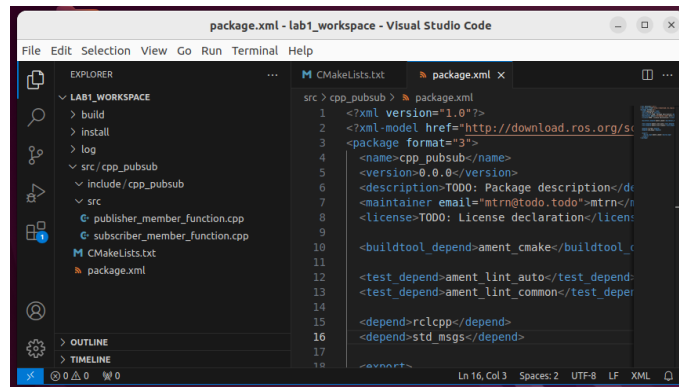 package.xml - lab1_workspace - Visual Studio Code
File Edit Selection View Go Run Terminal Help
EXPLORER
LAB1_WORKSPACE
build
install
log
src/cpp_pubsub
include/cpp_pubsub
src
publisher_member_function.cpp
subscriber_member_function.cpp
CMakeLists.txt
package.xml
OUTLINE
TIMELINE
1
CMakeLists.txt package.xml
src > cpp_pubsub > package.xml
1 <?xml version="1.0"?>
2 <?xml-model href="http://download.ros.org/sc
3 <package format="3">
4 <name>cpp_pubsub</name>
5 <version>0.0.0</version>
6 <description>TODO: Package description</de
7 <maintainer email="mtrn@todo.todo">mtrn</m
8 <license>TODO: License declaration</licens
9
10 <buildtool_depend>ament_cmake</buildtool_d
11
12 <test_depend>ament_lint_auto</test_depend>
13 <test_depend>ament_lint_common</test_depen
14
15 <depend>rclcpp</depend>
16 <depend>std_msgs</depend>
17
18 <export>
0 0 0 Ln 16, Col 3 Spaces: 2 UTF-8 LF XML